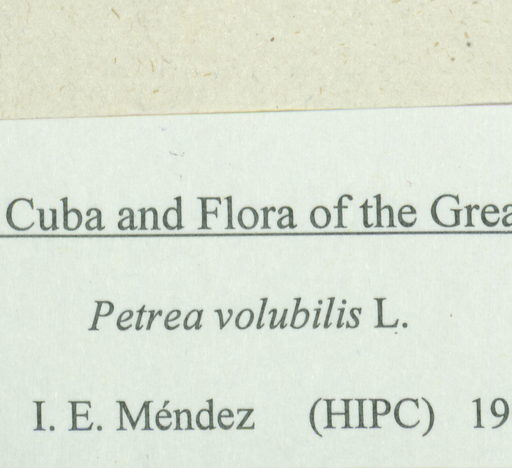 Cuba and Flora of the Grea
Petrea volubilis L.
I. E. Méndez (HIPC) 19